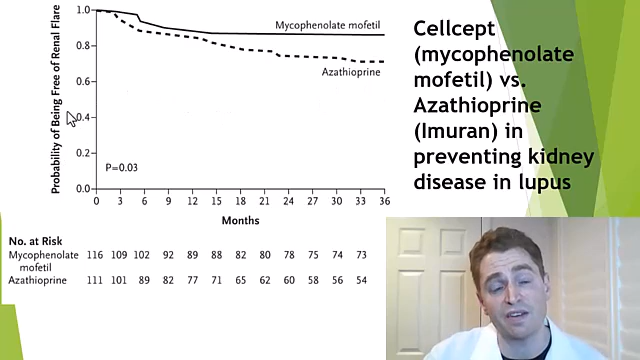 Probability of Being Free of Renal Flare
1.0
0.8
0.6
0.4
0.2
0.0
Mycophenolate mofetil
Azathioprine
P=0.03
0 3 6 9 12 15 18 21 24 27 30 33 36
Months
No. at Risk
Mycophenolate 116 109 102 92 89 88 82 80 78 75 74 73
mofetil
Azathioprine 111 101 89 82 77 71 65 62 60 58 56 54
Cellcept
(mycophenolate
mofetil) vs.
Azathioprine
(Imuran) in
preventing kidney
disease in lupus